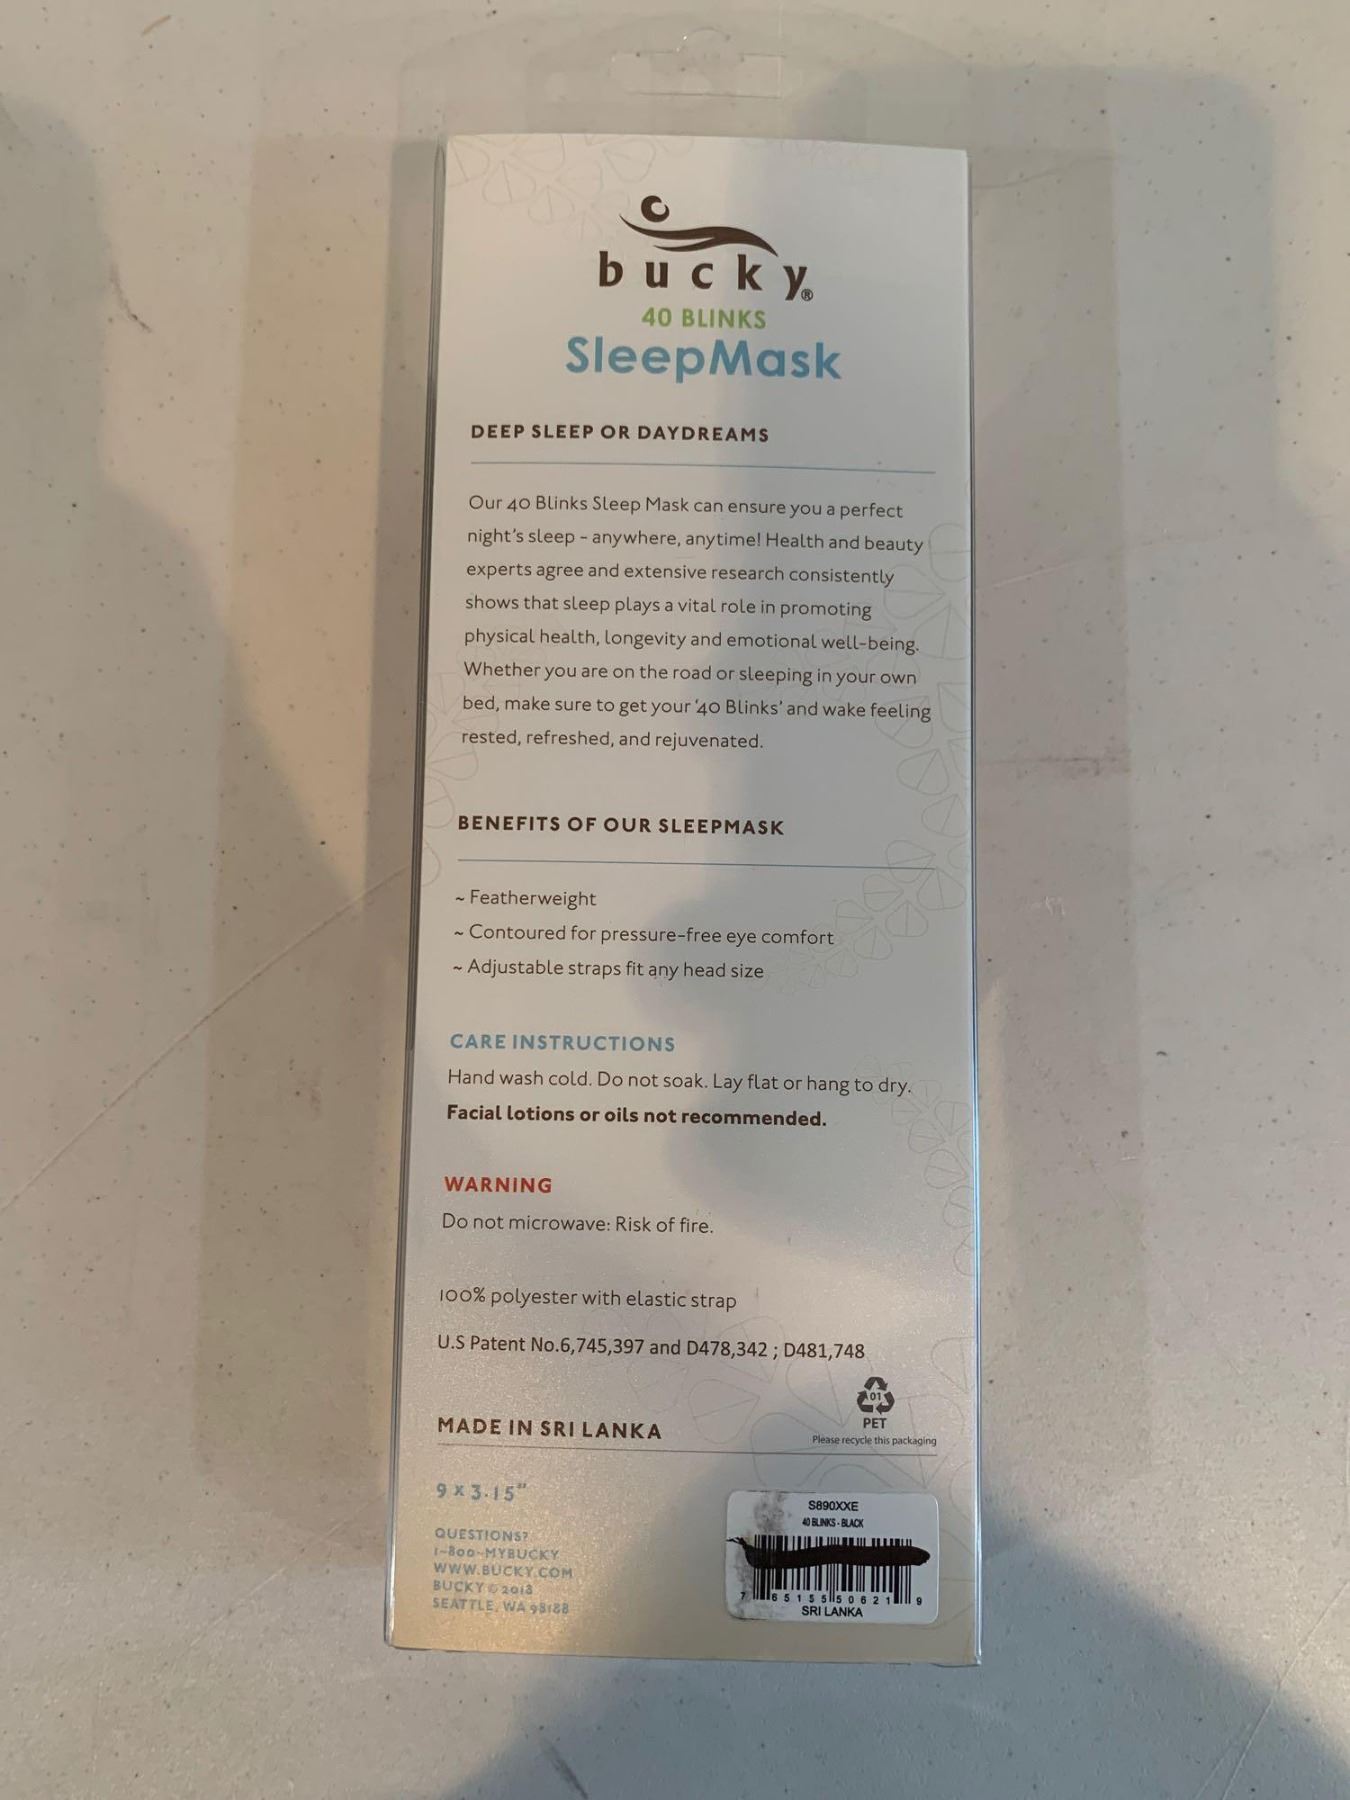 bucky®
40 BLINKS
SleepMask
DEEP SLEEP OR DAYDREAMS
Our 40 Blinks Sleep Mask can ensure you a perfect
night's sleep - anywhere, anytime! Health and beauty
experts agree and extensive research consistently
shows that sleep plays a vital role in promoting
physical health, longevity and emotional well-being.
Whether you are on the road or sleeping in your own
bed, make sure to get your '40 Blinks' and wake feeling
rested, refreshed, and rejuvenated.
BENEFITS OF OUR SLEEPMASK
~ Featherweight
~ Contoured for pressure-free eye comfort
~ Adjustable straps fit any head size
CARE INSTRUCTIONS
Hand wash cold. Do not soak. Lay flat or hang to dry.
Facial lotions or oils not recommended.
WARNING
Do not microwave: Risk of fire.
100% polyester with elastic strap
U.S Patent No.6,745,397 and D478,342 ; D481,748
01
PET
Please recycle this packaging
MADE IN SRI LANKA
9 x 3.15"
QUESTIONS?
1-800-MYBUCKY
WWW.BUCKY.COM
BUCKY © 2018
SEATTLE, WA 98188
S890XXE
40 BLINKS - BLACK
7 65155 50621 9
SRI LANKA